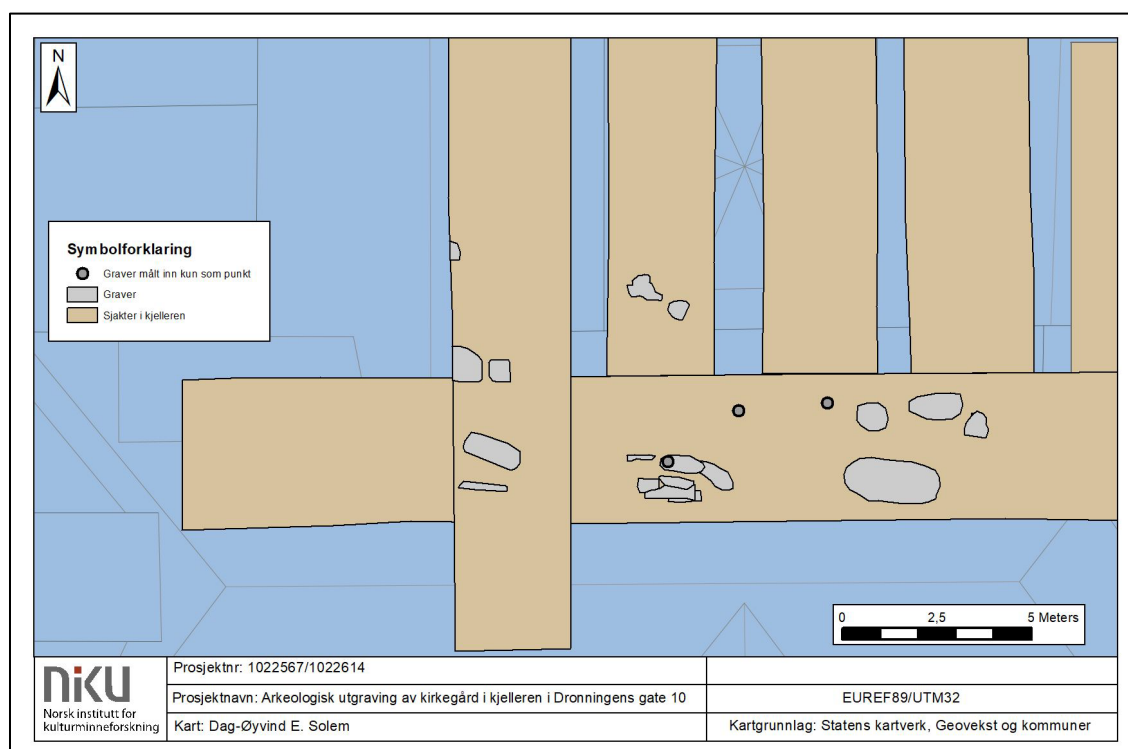 N
Symbolforklaring
Graver målt inn kun som punkt
Graver
Sjakter i kjelleren
0 2,5 5 Meters
niku
Norsk institutt for
kulturminneforskning
Prosjektnr: 1022567/1022614
Prosjektnavn: Arkeologisk utgraving av kirkegård i kjelleren i Dronningens gate 10
EUREF89/UTM32
Kart: Dag-Øyvind E. Solem
Kartgrunnlag: Statens kartverk, Geovekst og kommuner